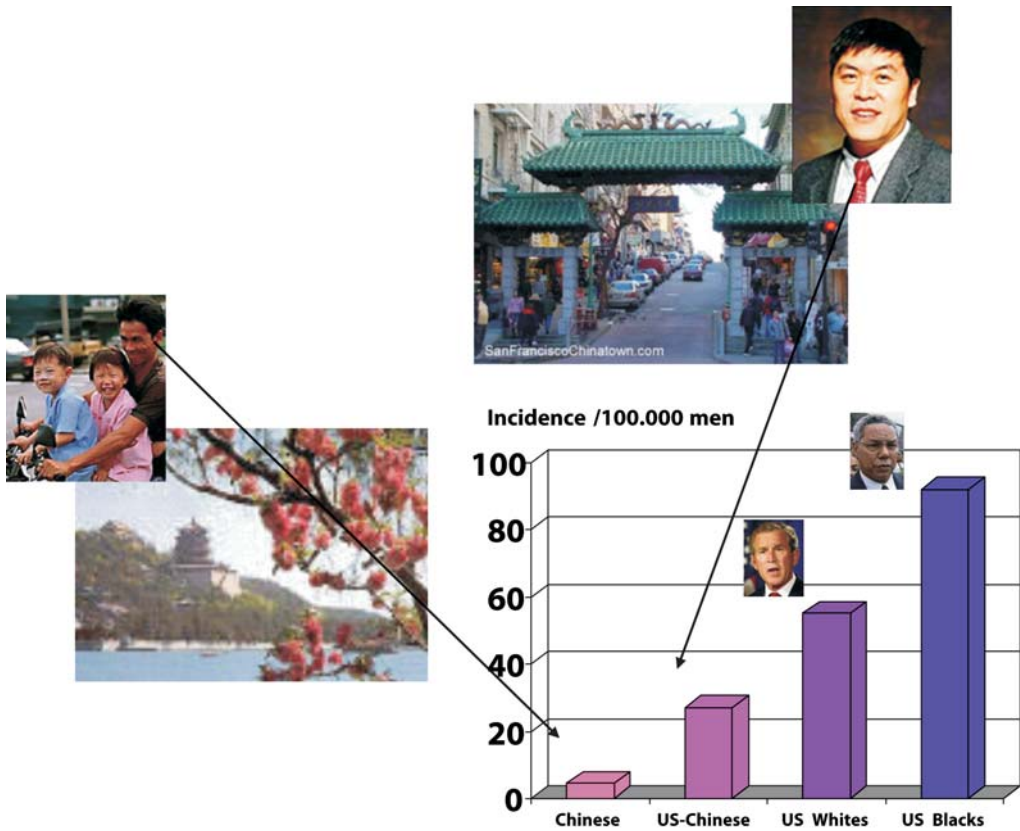 SanFranciscoChinatown.com
Incidence /100.000 men
100
80
60
40
20
0
Chinese
US-Chinese
US Whites
US Blacks